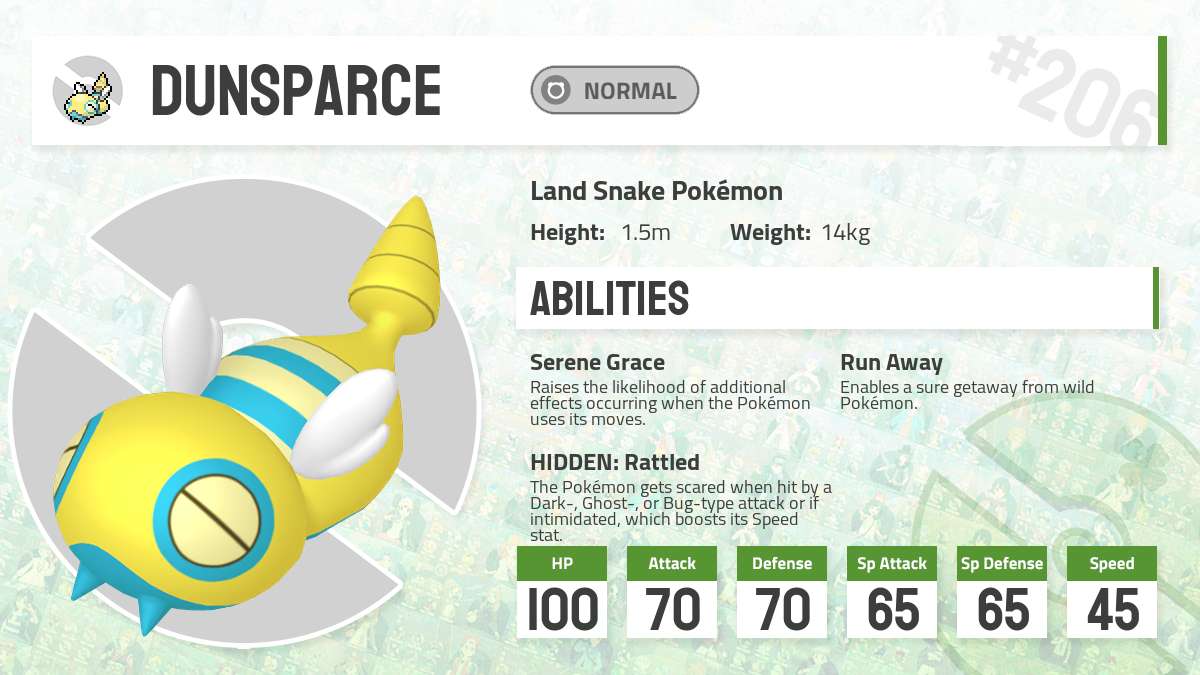 DUNSPARCE
NORMAL
#206
Land Snake Pokémon
Height: 1.5m Weight: 14kg
ABILITIES
Serene Grace
Raises the likelihood of additional
effects occurring when the Pokémon
uses its moves.
Run Away
Enables a sure getaway from wild
Pokémon.
HIDDEN: Rattled
The Pokémon gets scared when hit by a
Dark-, Ghost-, or Bug-type attack or if
intimidated, which boosts its Speed
stat.
HP Attack Defense Sp Attack Sp Defense Speed
100 70 70 65 65 45